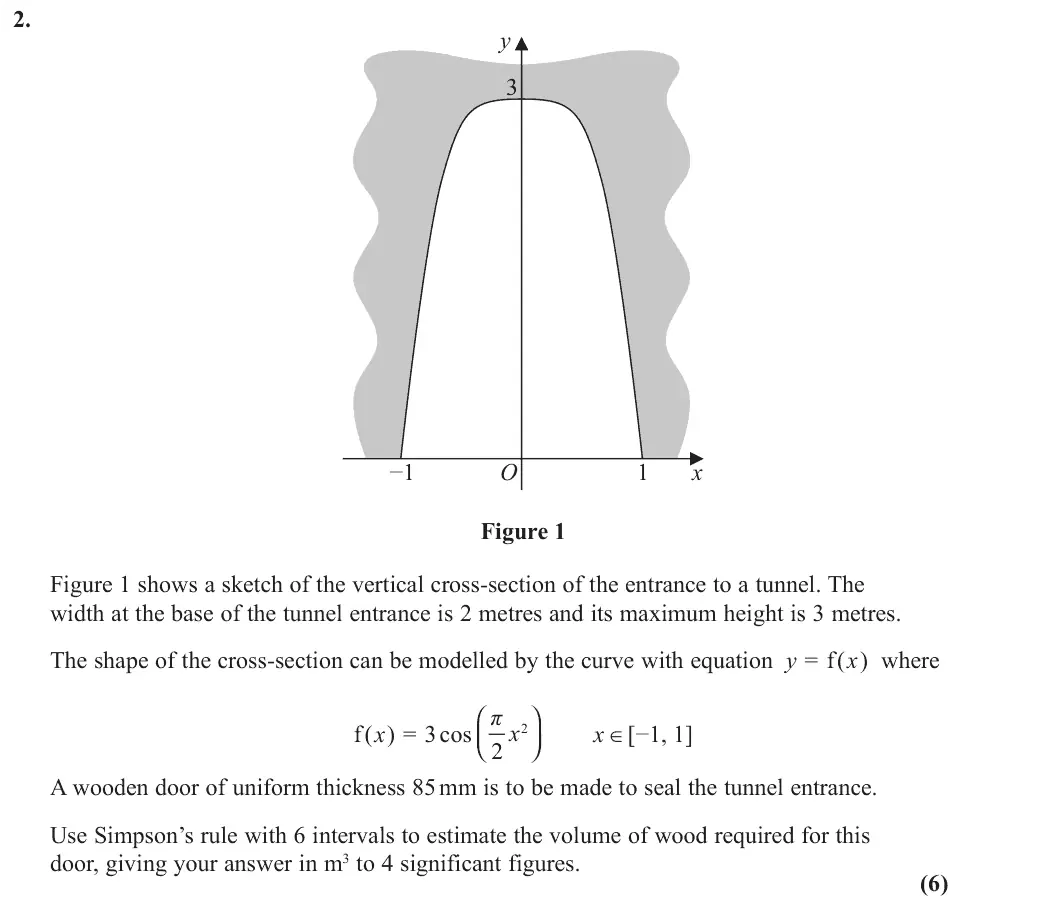 2.
y
3
−1
O
1
x
Figure 1
Figure 1 shows a sketch of the vertical cross-section of the entrance to a tunnel. The
width at the base of the tunnel entrance is 2 metres and its maximum height is 3 metres.
The shape of the cross-section can be modelled by the curve with equation y = f(x) where
f(x) = 3 cos(π/2 x²)  x ∈ [−1, 1]
A wooden door of uniform thickness 85 mm is to be made to seal the tunnel entrance.
Use Simpson’s rule with 6 intervals to estimate the volume of wood required for this
door, giving your answer in m³ to 4 significant figures.
(6)